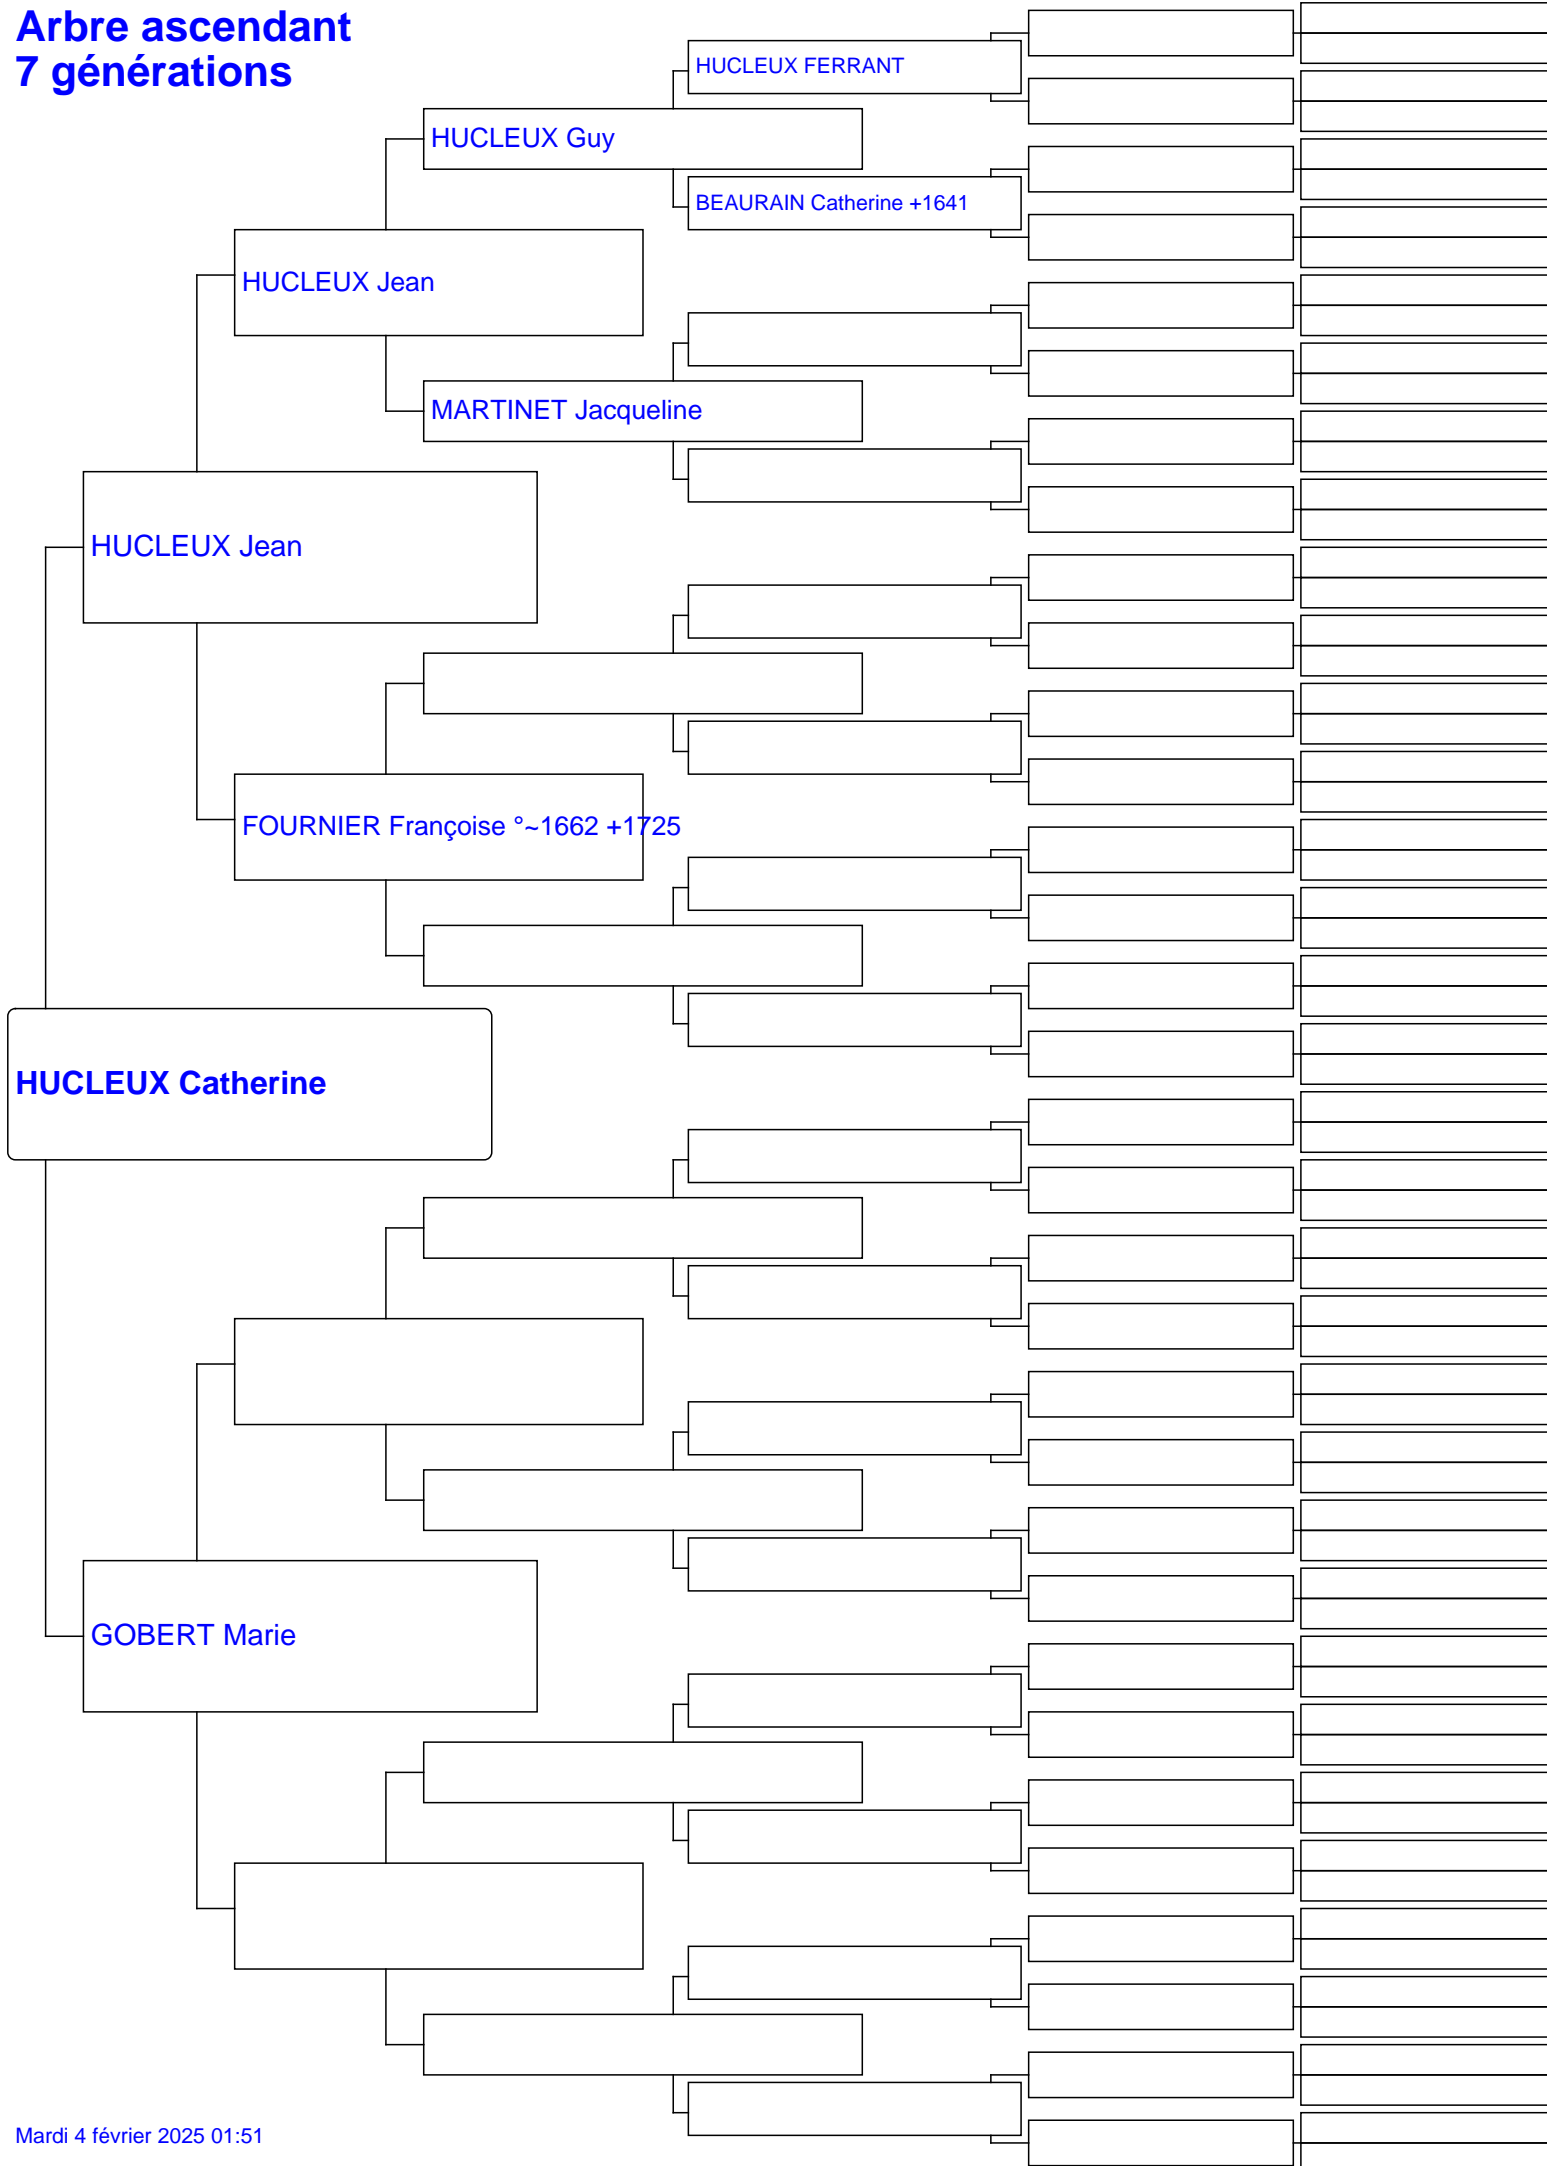 Arbre ascendant
7 générations
HUCLEUX FERRANT
HUCLEUX Guy
BEAURAIN Catherine +1641
HUCLEUX Jean
MARTINET Jacqueline
HUCLEUX Jean
FOURNIER Françoise °~1662 +1725
HUCLEUX Catherine
GOBERT Marie
Mardi 4 février 2025 01:51